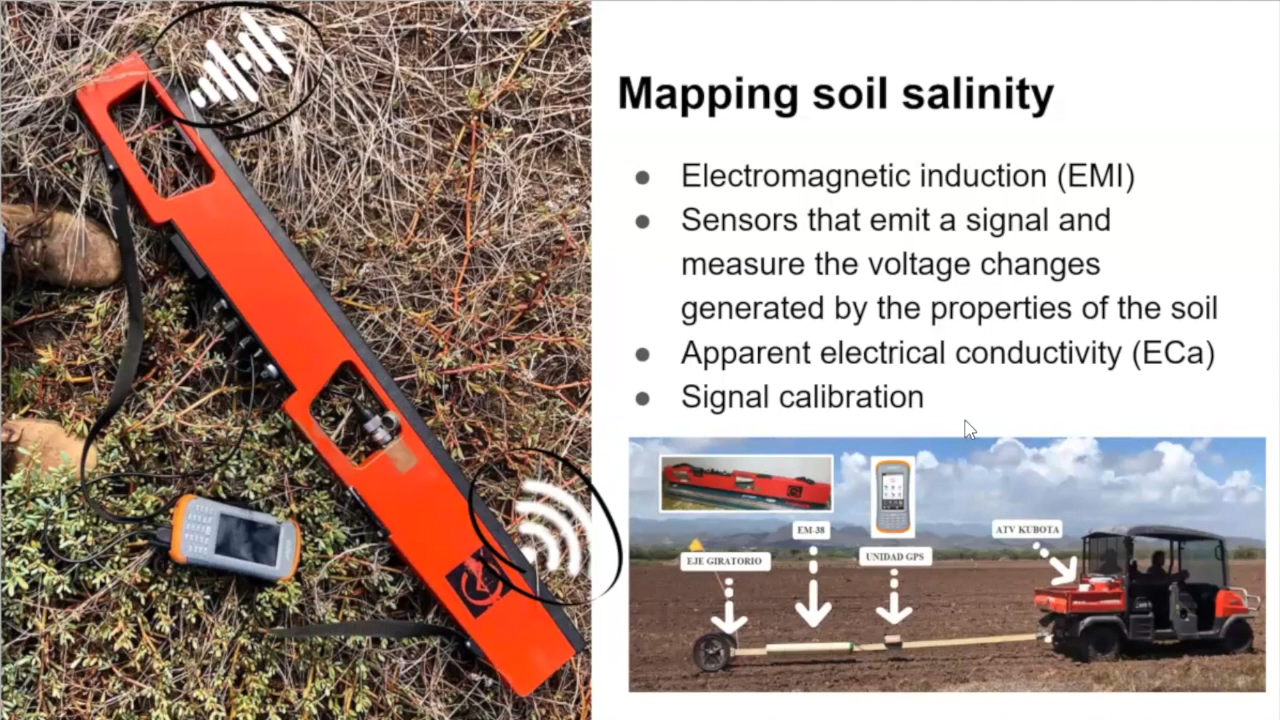 Mapping soil salinity
● Electromagnetic induction (EMI)
● Sensors that emit a signal and
measure the voltage changes
generated by the properties of the soil
● Apparent electrical conductivity (ECa)
● Signal calibration
EM-38
ATV KUBOTA
EJE GIRATORIO
UNIDAD GPS